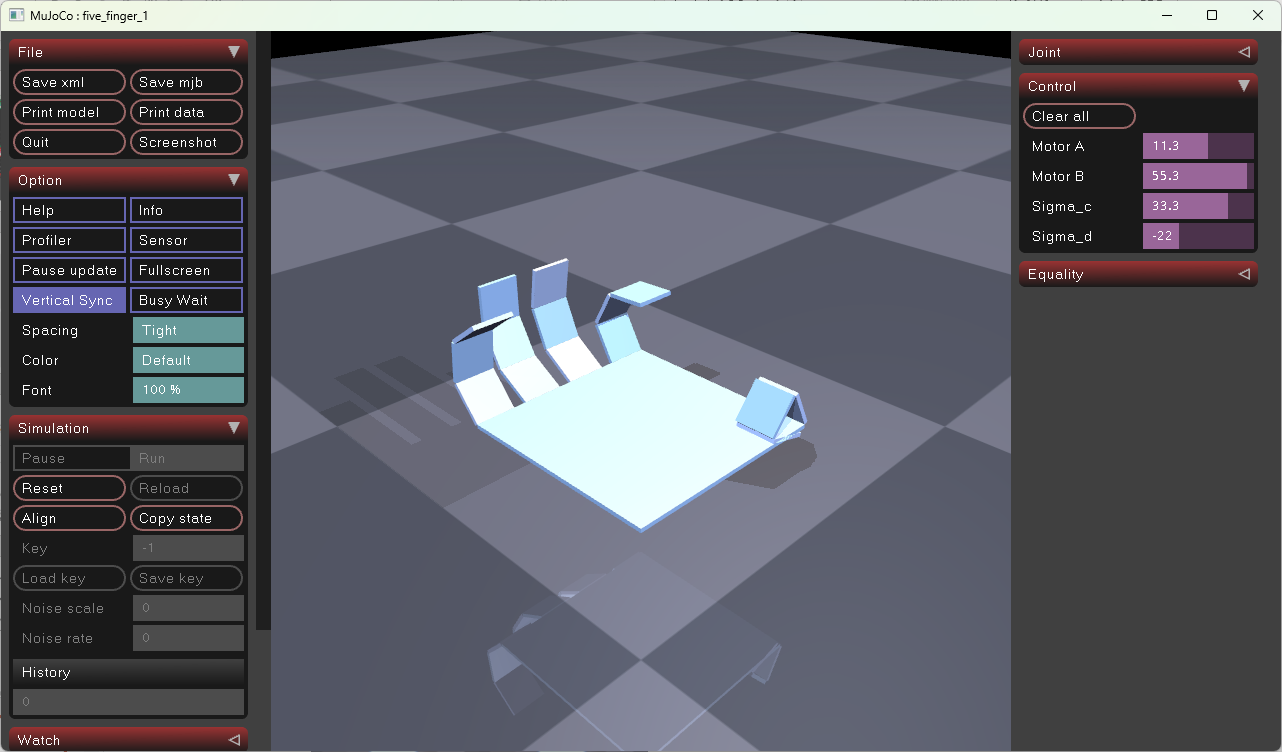 MuJoCo : five_finger_1
File
Save xml
Save mjb
Print model
Print data
Quit
Screenshot
Option
Help
Info
Profiler
Sensor
Pause update
Fullscreen
Vertical Sync
Busy Wait
Spacing
Tight
Color
Default
Font
100 %
Simulation
Pause
Run
Reset
Reload
Align
Copy state
Key
-1
Load key
Save key
Noise scale
0
Noise rate
0
History
0
Watch
Joint
Control
Clear all
Motor A
11.3
Motor B
55.3
Sigma_c
33.3
Sigma_d
-22
Equality